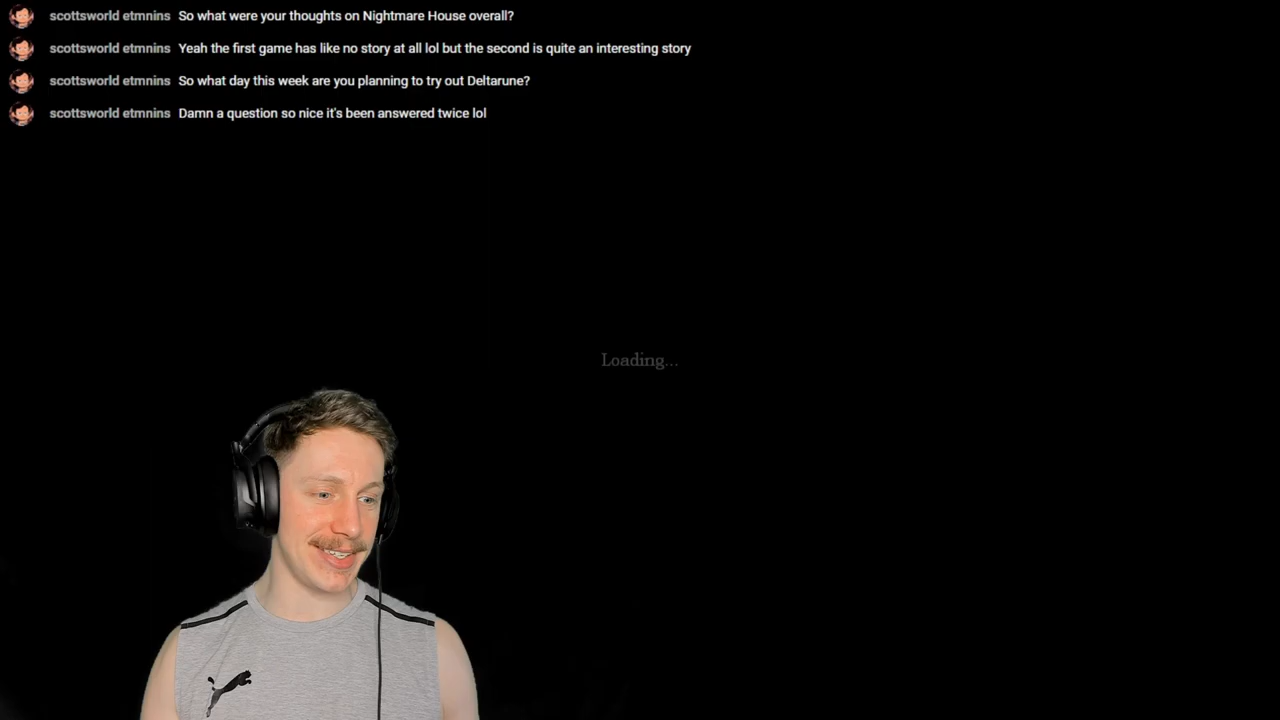 scottsworld etmnins So what were your thoughts on Nightmare House overall?
scottsworld etmnins Yeah the first game has like no story at all lol but the second is quite an interesting story
scottsworld etmnins So what day this week are you planning to try out Deltarune?
scottsworld etmnins Damn a question so nice it's been answered twice lol
Loading...